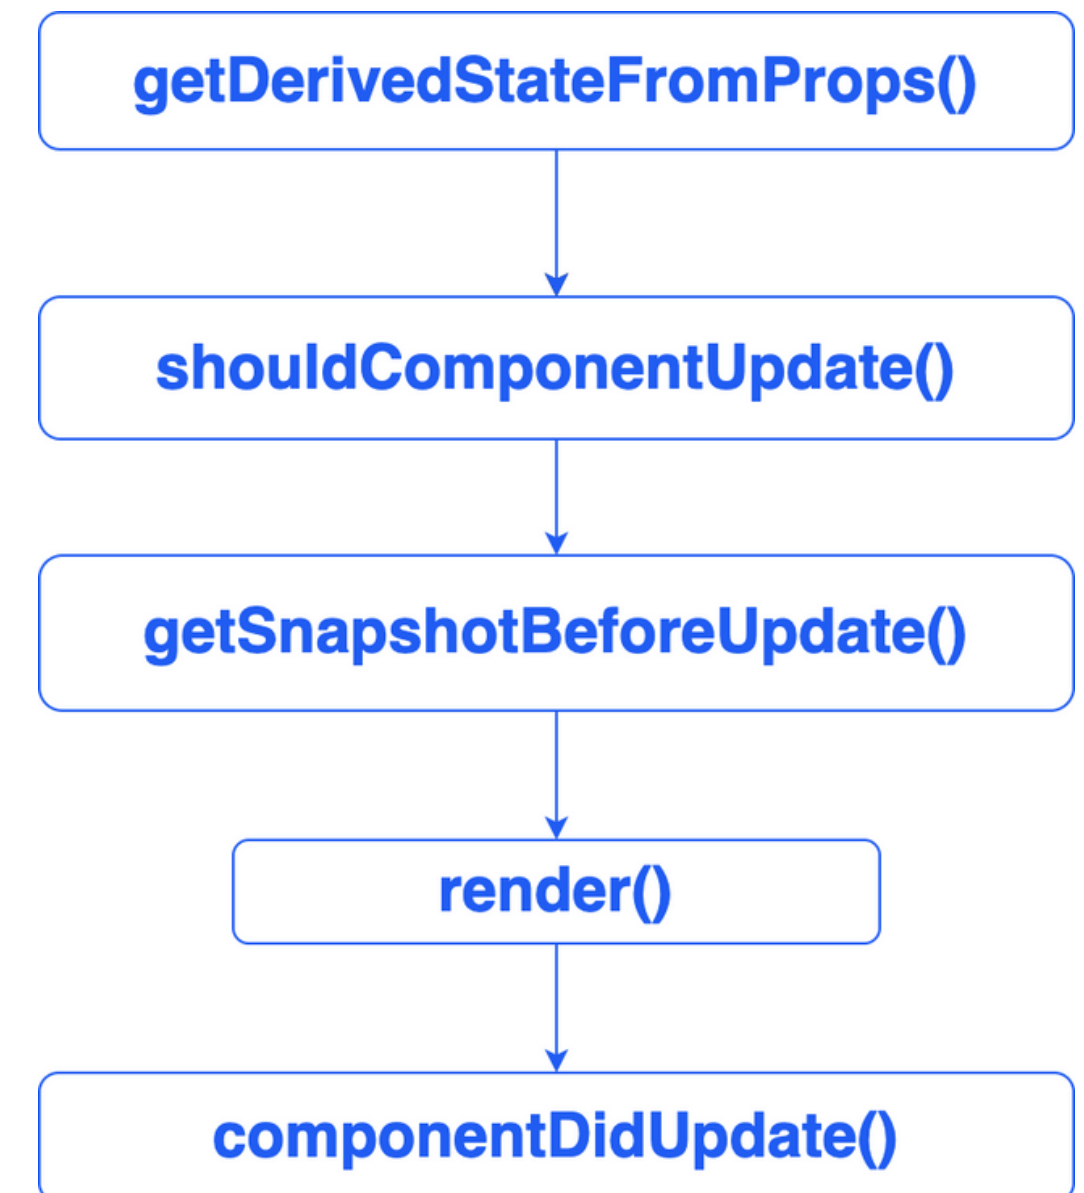 getDerivedStateFromProps()
shouldComponentUpdate()
getSnapshotBeforeUpdate()
render()
componentDidUpdate()